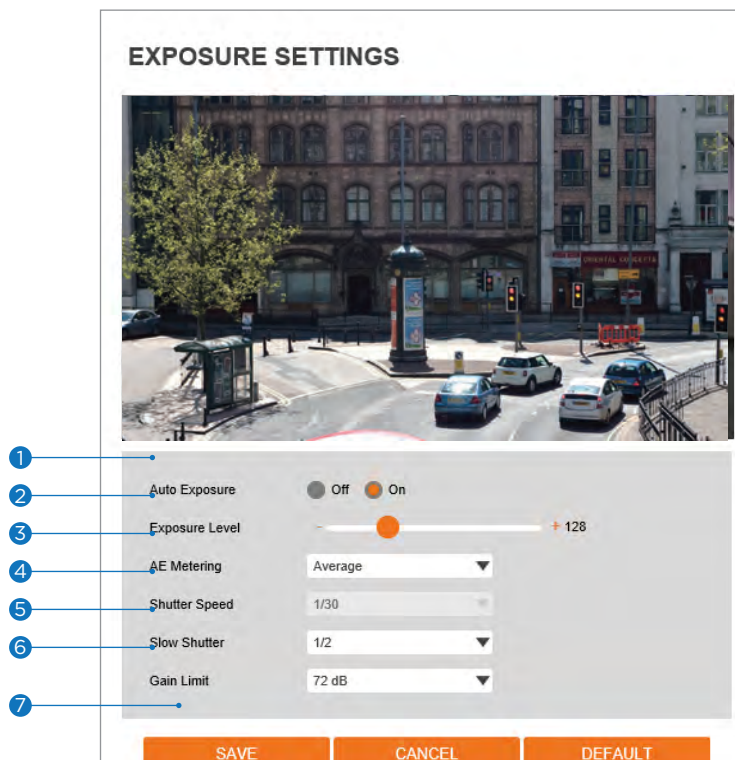 EXPOSURE SETTINGS
ORIENTAL
1
Auto Exposure Off On
2
Exposure Level - + 128
3
AE Metering Average
4
Shutter Speed 1/30
5
Slow Shutter 1/2
6
Gain Limit 72 dB
7
SAVE CANCEL DEFAULT